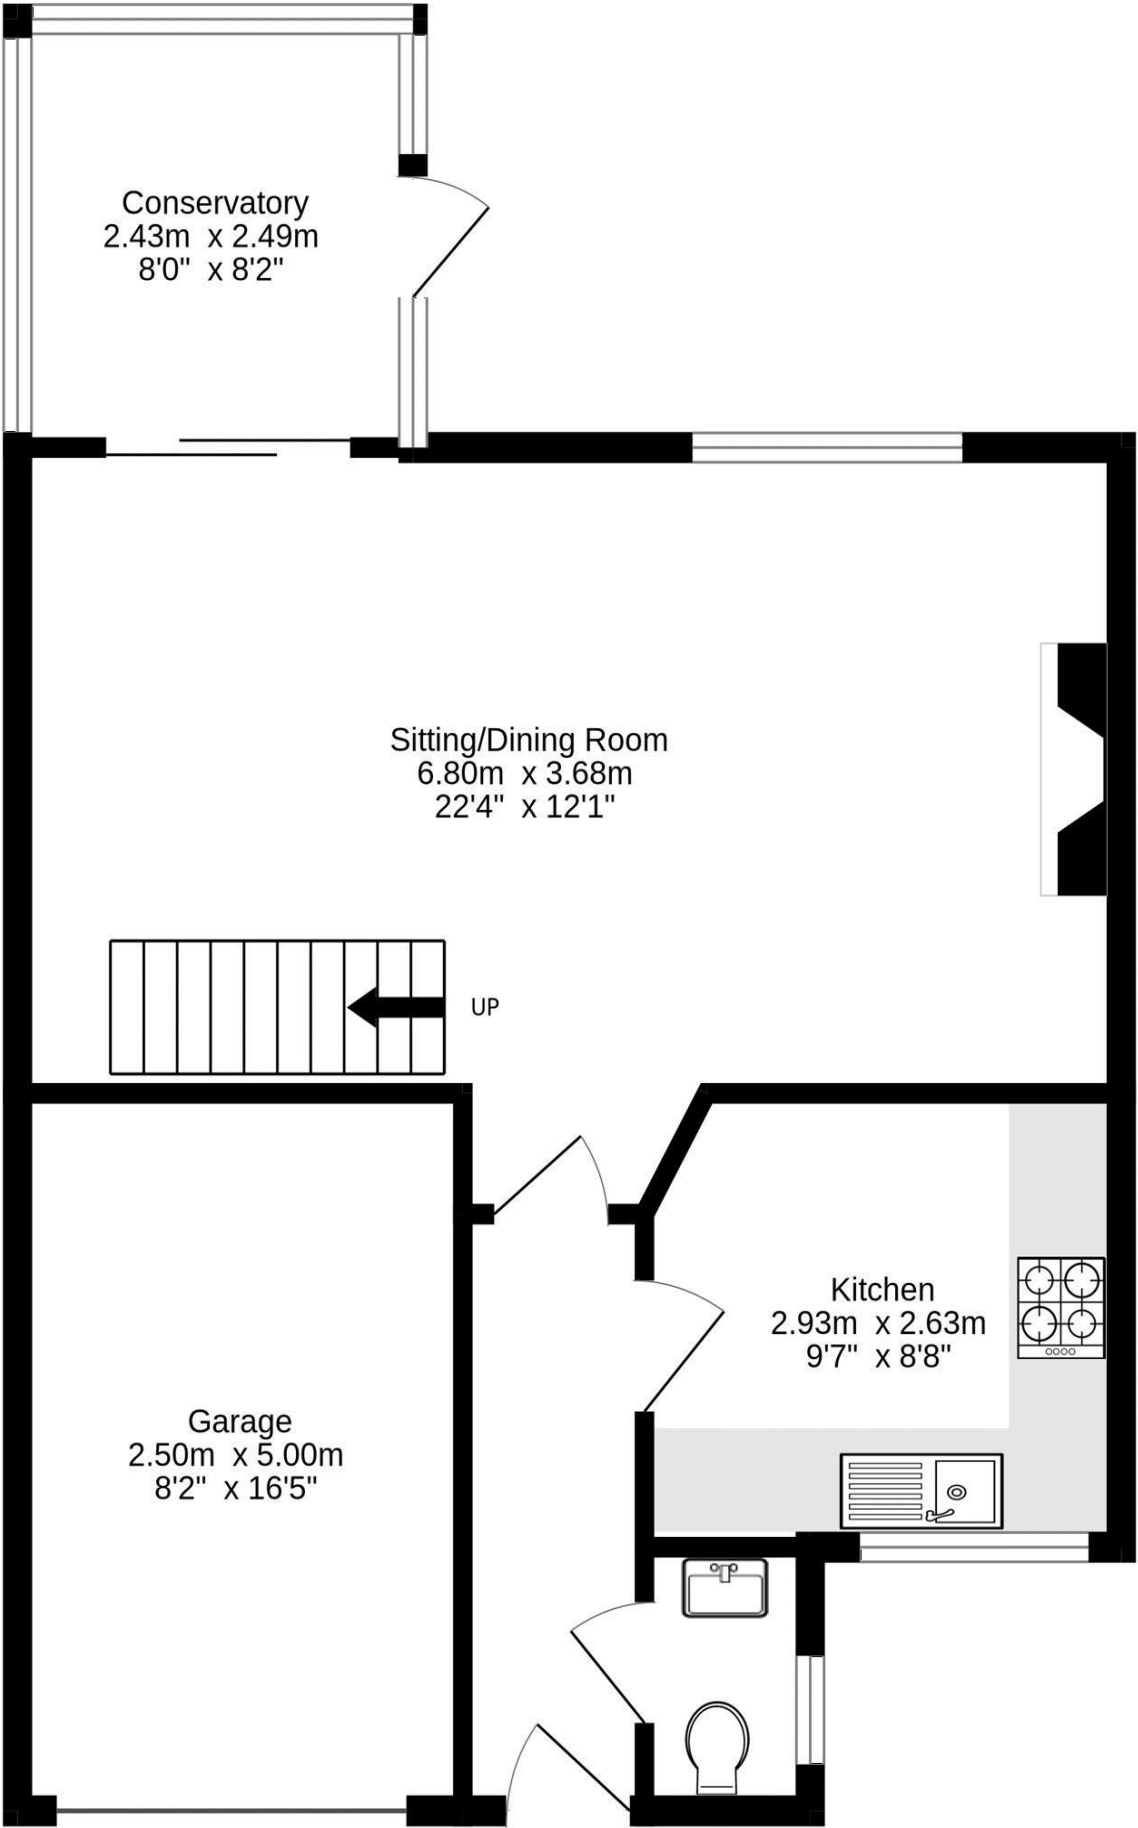 Conservatory
2.43m x 2.49m
8'0" x 8'2"
Sitting/Dining Room
6.80m x 3.68m
22'4" x 12'1"
UP
Kitchen
2.93m x 2.63m
9'7" x 8'8"
Garage
2.50m x 5.00m
8'2" x 16'5"